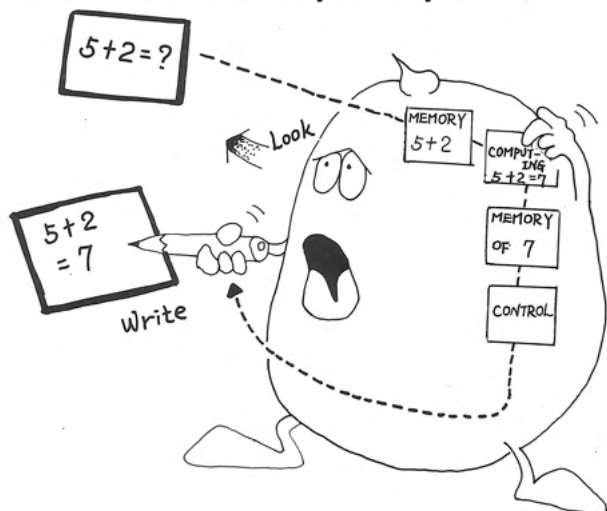 5+2=?
Look
MEMORY
5+2
COMPUT-
ING
5+2=7
MEMORY
OF 7
CONTROL
5+2
=7
Write